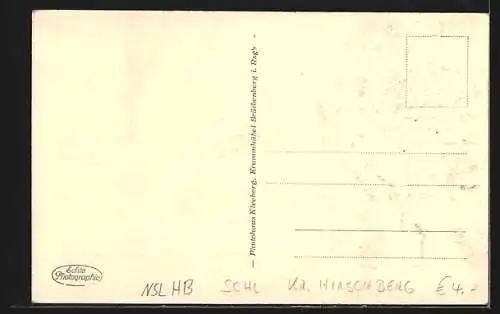 — Photohaus Kleeberg, Krummhübel-Brückenberg i. Rsgb. —
Echte
Photographie
NSL HB SCHL KR. HIRSCHBERG € 4.-